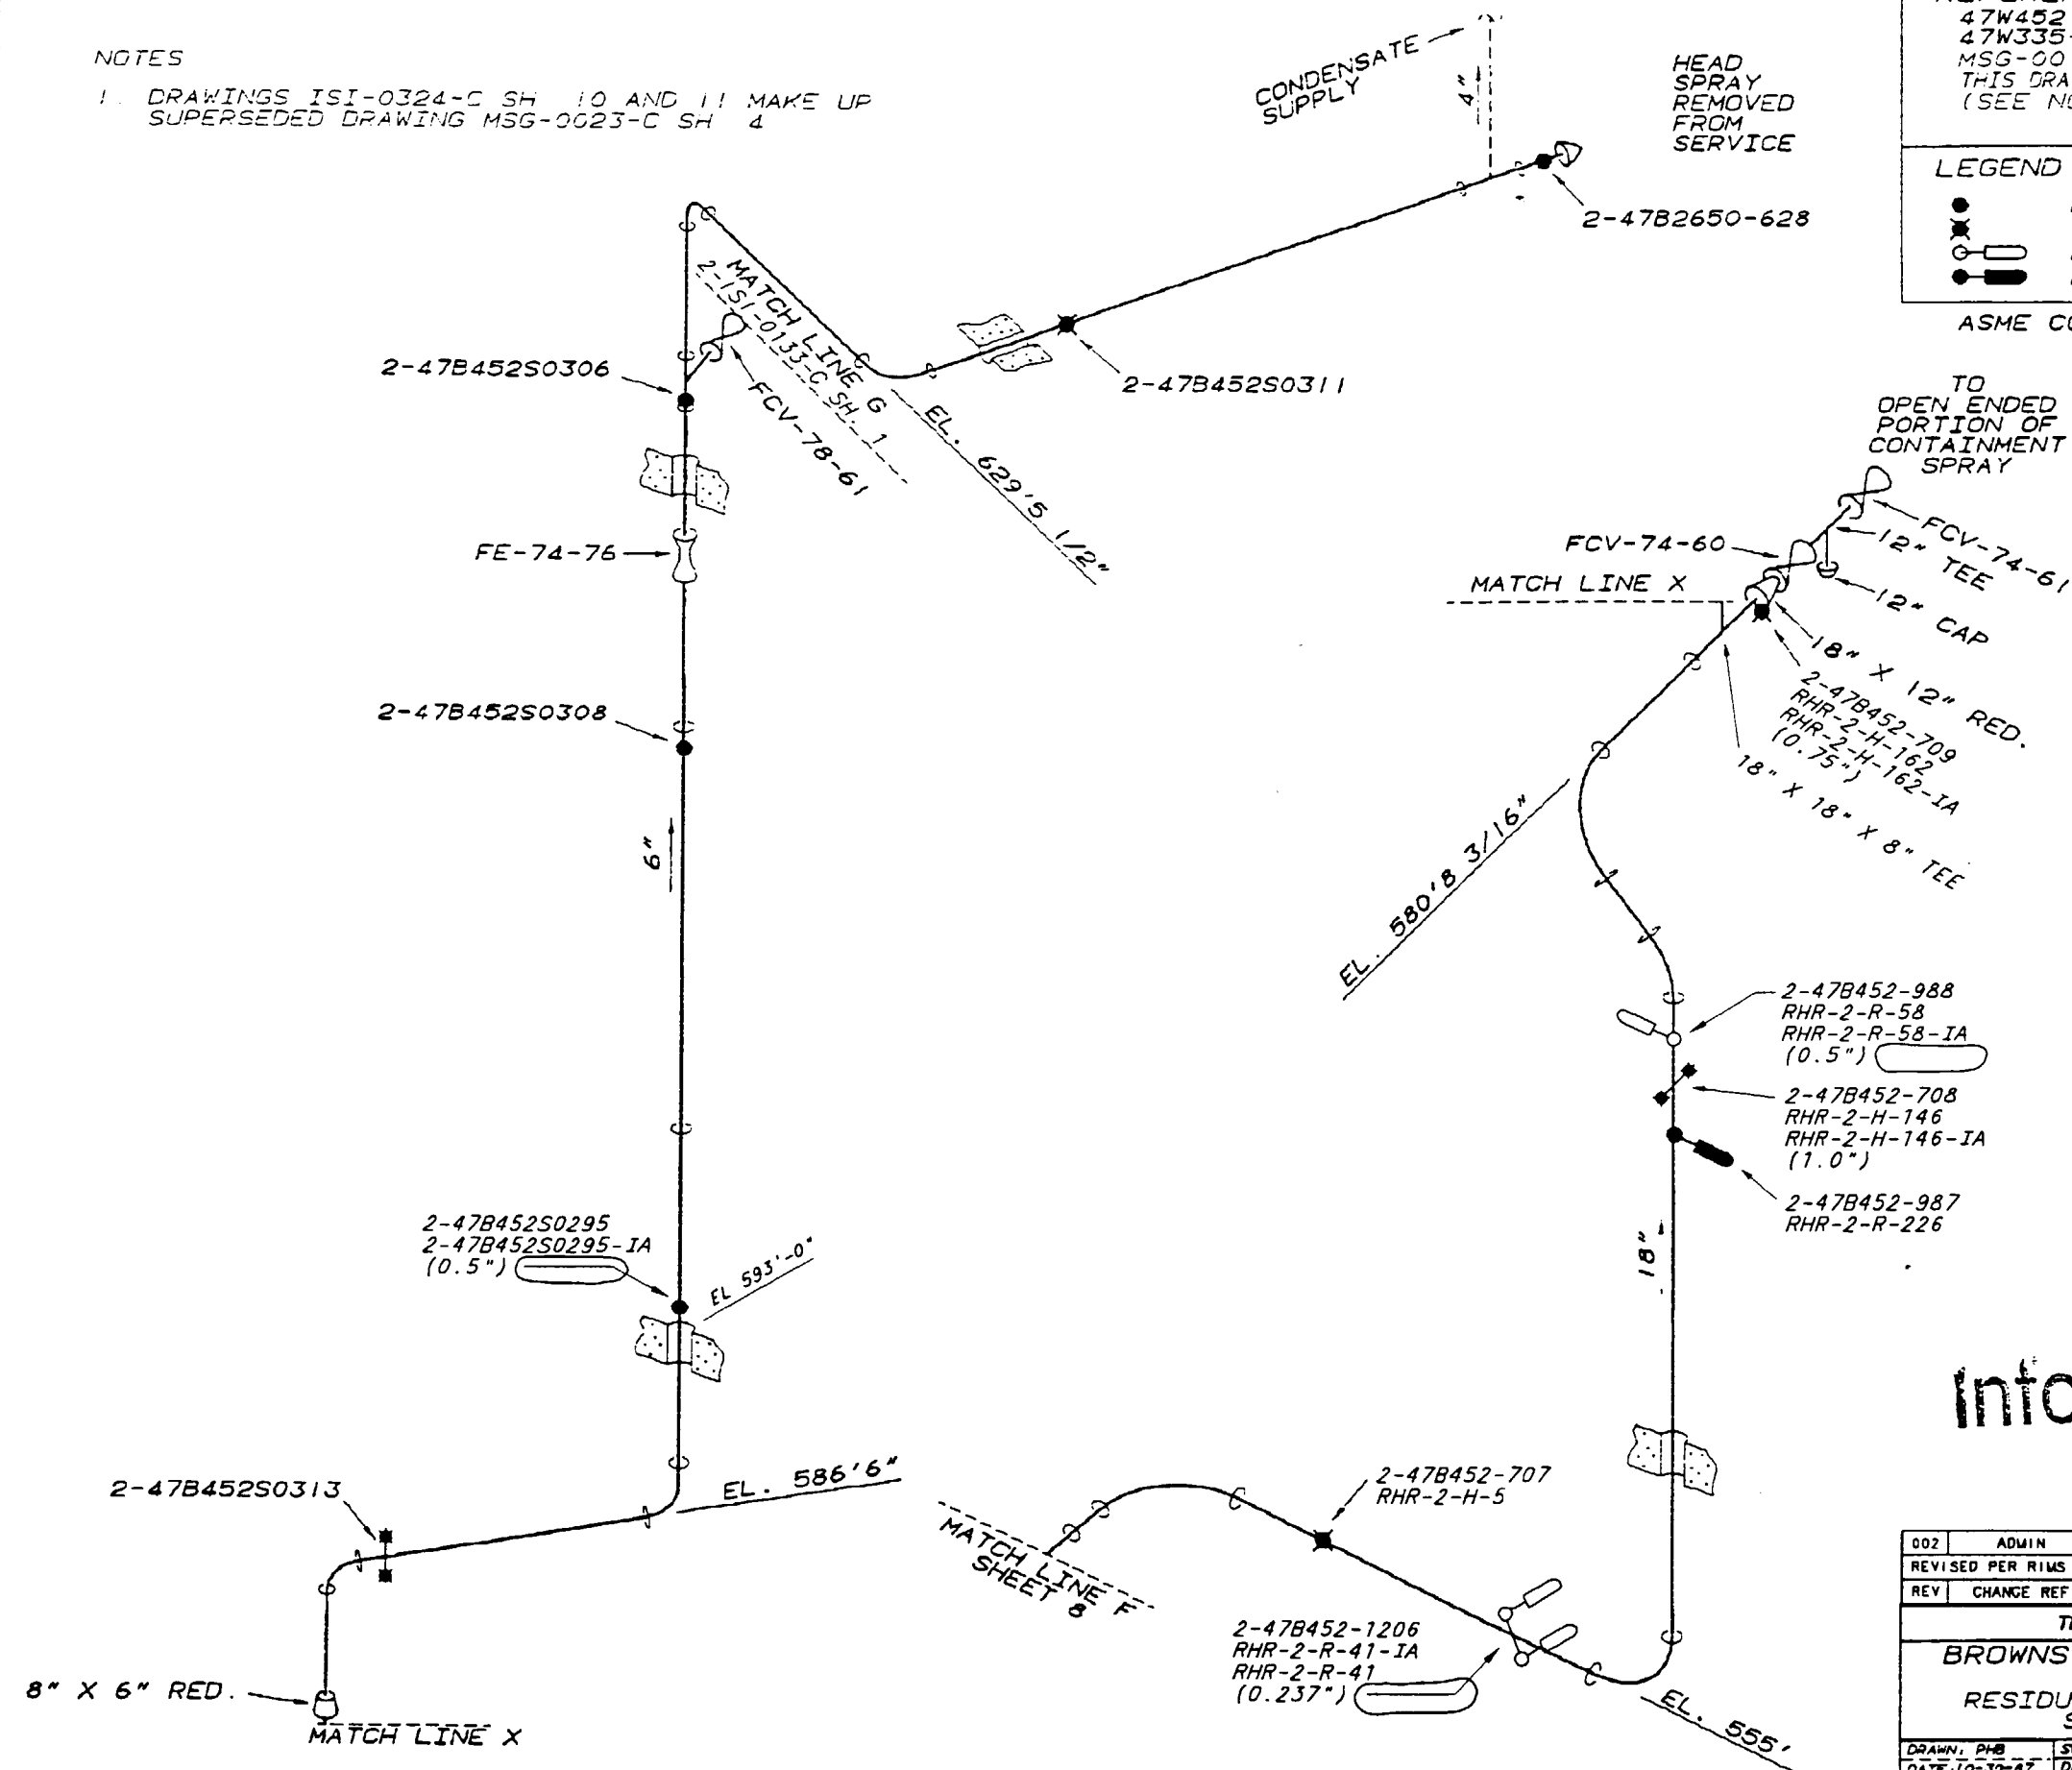 NOTES
1. DRAWINGS ISI-0324-C SH 10 AND 11 MAKE UP
SUPERSEDED DRAWING MSG-0023-C SH 4
CONDENSATE
SUPPLY
4"
HEAD
SPRAY
REMOVED
FROM
SERVICE
47W452
47W335-
MSG-00
THIS DRA
(SEE NO
LEGEND
ASME CO
2-47B2650-628
MATCH LINE G
2-ISI-0133-C SH. 1
2-47B452S0306
FCV-78-61
2-47B452S0311
EL. 629'5 1/2"
FE-74-76
2-47B452S0308
6"
2-47B452S0295
2-47B452S0295-IA
(0.5")
EL 593'-0"
2-47B452S0313
EL. 586'6"
8" X 6" RED.
MATCH LINE X
TO
OPEN ENDED
PORTION OF
CONTAINMENT
SPRAY
FCV-74-60
FCV-74-61
12" TEE
12" CAP
MATCH LINE X
18" X 12" RED.
2-47B452-709
RHR-2-H-162
RHR-2-H-162-IA
(0.75")
18" X 18" X 8" TEE
EL. 580'8 3/16"
2-47B452-988
RHR-2-R-58
RHR-2-R-58-IA
(0.5")
2-47B452-708
RHR-2-H-146
RHR-2-H-146-IA
(1.0")
2-47B452-987
RHR-2-R-226
18"
2-47B452-707
RHR-2-H-5
MATCH LINE F
SHEET 8
2-47B452-1206
RHR-2-R-41-IA
RHR-2-R-41
(0.237")
EL. 555'
Info
002 ADMIN
REVISED PER RIMS
REV CHANGE REF
BROWNS
RESIDU
DRAWN: PHB
DATE: 10-30-87